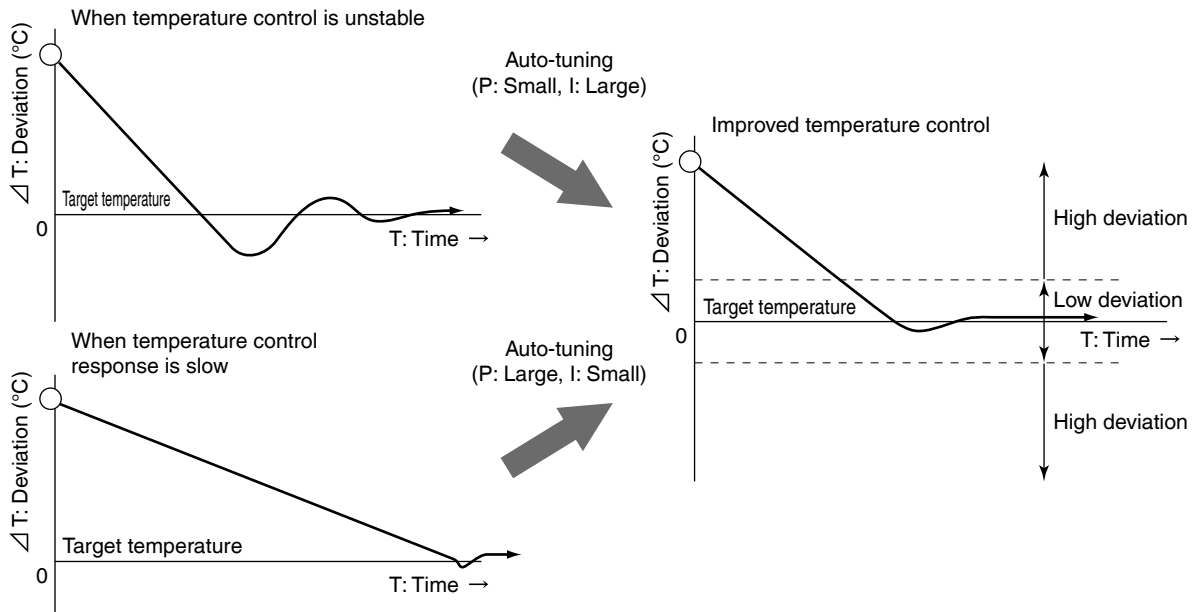 When temperature control is unstable
⊿ T: Deviation (°C)
Target temperature
0
T: Time →
Auto-tuning
(P: Small, I: Large)
When temperature control
response is slow
⊿ T: Deviation (°C)
Target temperature
0
T: Time →
Auto-tuning
(P: Large, I: Small)
Improved temperature control
⊿ T: Deviation (°C)
High deviation
Low deviation
Target temperature
0
T: Time →
High deviation